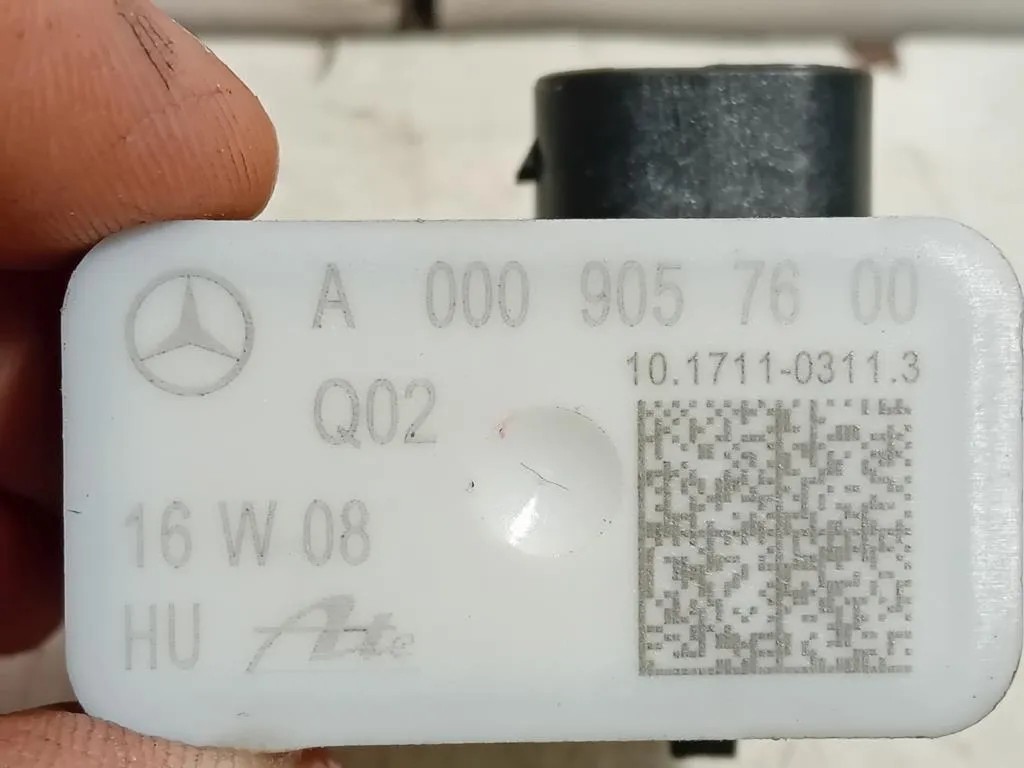 A 000 905 76 00
10.1711-0311.3
Q02
16 W 08
HU Ate